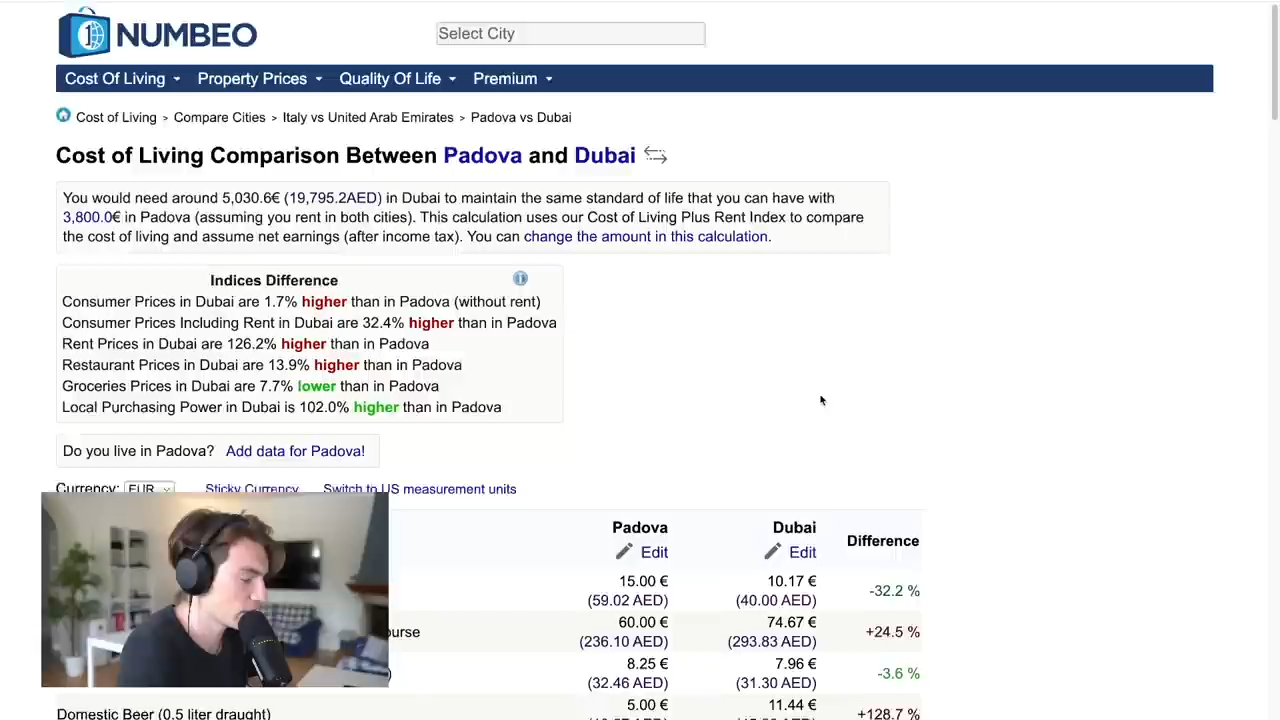 NUMBEO
Select City
Cost Of Living Property Prices Quality Of Life Premium
Cost of Living > Compare Cities > Italy vs United Arab Emirates > Padova vs Dubai
Cost of Living Comparison Between Padova and Dubai
You would need around 5,030.6€ (19,795.2AED) in Dubai to maintain the same standard of life that you can have with
3,800.0€ in Padova (assuming you rent in both cities). This calculation uses our Cost of Living Plus Rent Index to compare
the cost of living and assume net earnings (after income tax). You can change the amount in this calculation.
Indices Difference
Consumer Prices in Dubai are 1.7% higher than in Padova (without rent)
Consumer Prices Including Rent in Dubai are 32.4% higher than in Padova
Rent Prices in Dubai are 126.2% higher than in Padova
Restaurant Prices in Dubai are 13.9% higher than in Padova
Groceries Prices in Dubai are 7.7% lower than in Padova
Local Purchasing Power in Dubai is 102.0% higher than in Padova
Do you live in Padova? Add data for Padova!
Currency: EUR Sticky Currency Switch to US measurement units
Padova Dubai Difference
Edit Edit
15.00 € 10.17 €
(59.02 AED) (40.00 AED) -32.2 %
60.00 € 74.67 €
(236.10 AED) (293.83 AED) +24.5 %
8.25 € 7.96 €
(32.46 AED) (31.30 AED) -3.6 %
Domestic Beer (0.5 liter draught) 5.00 € 11.44 € +128.7 %